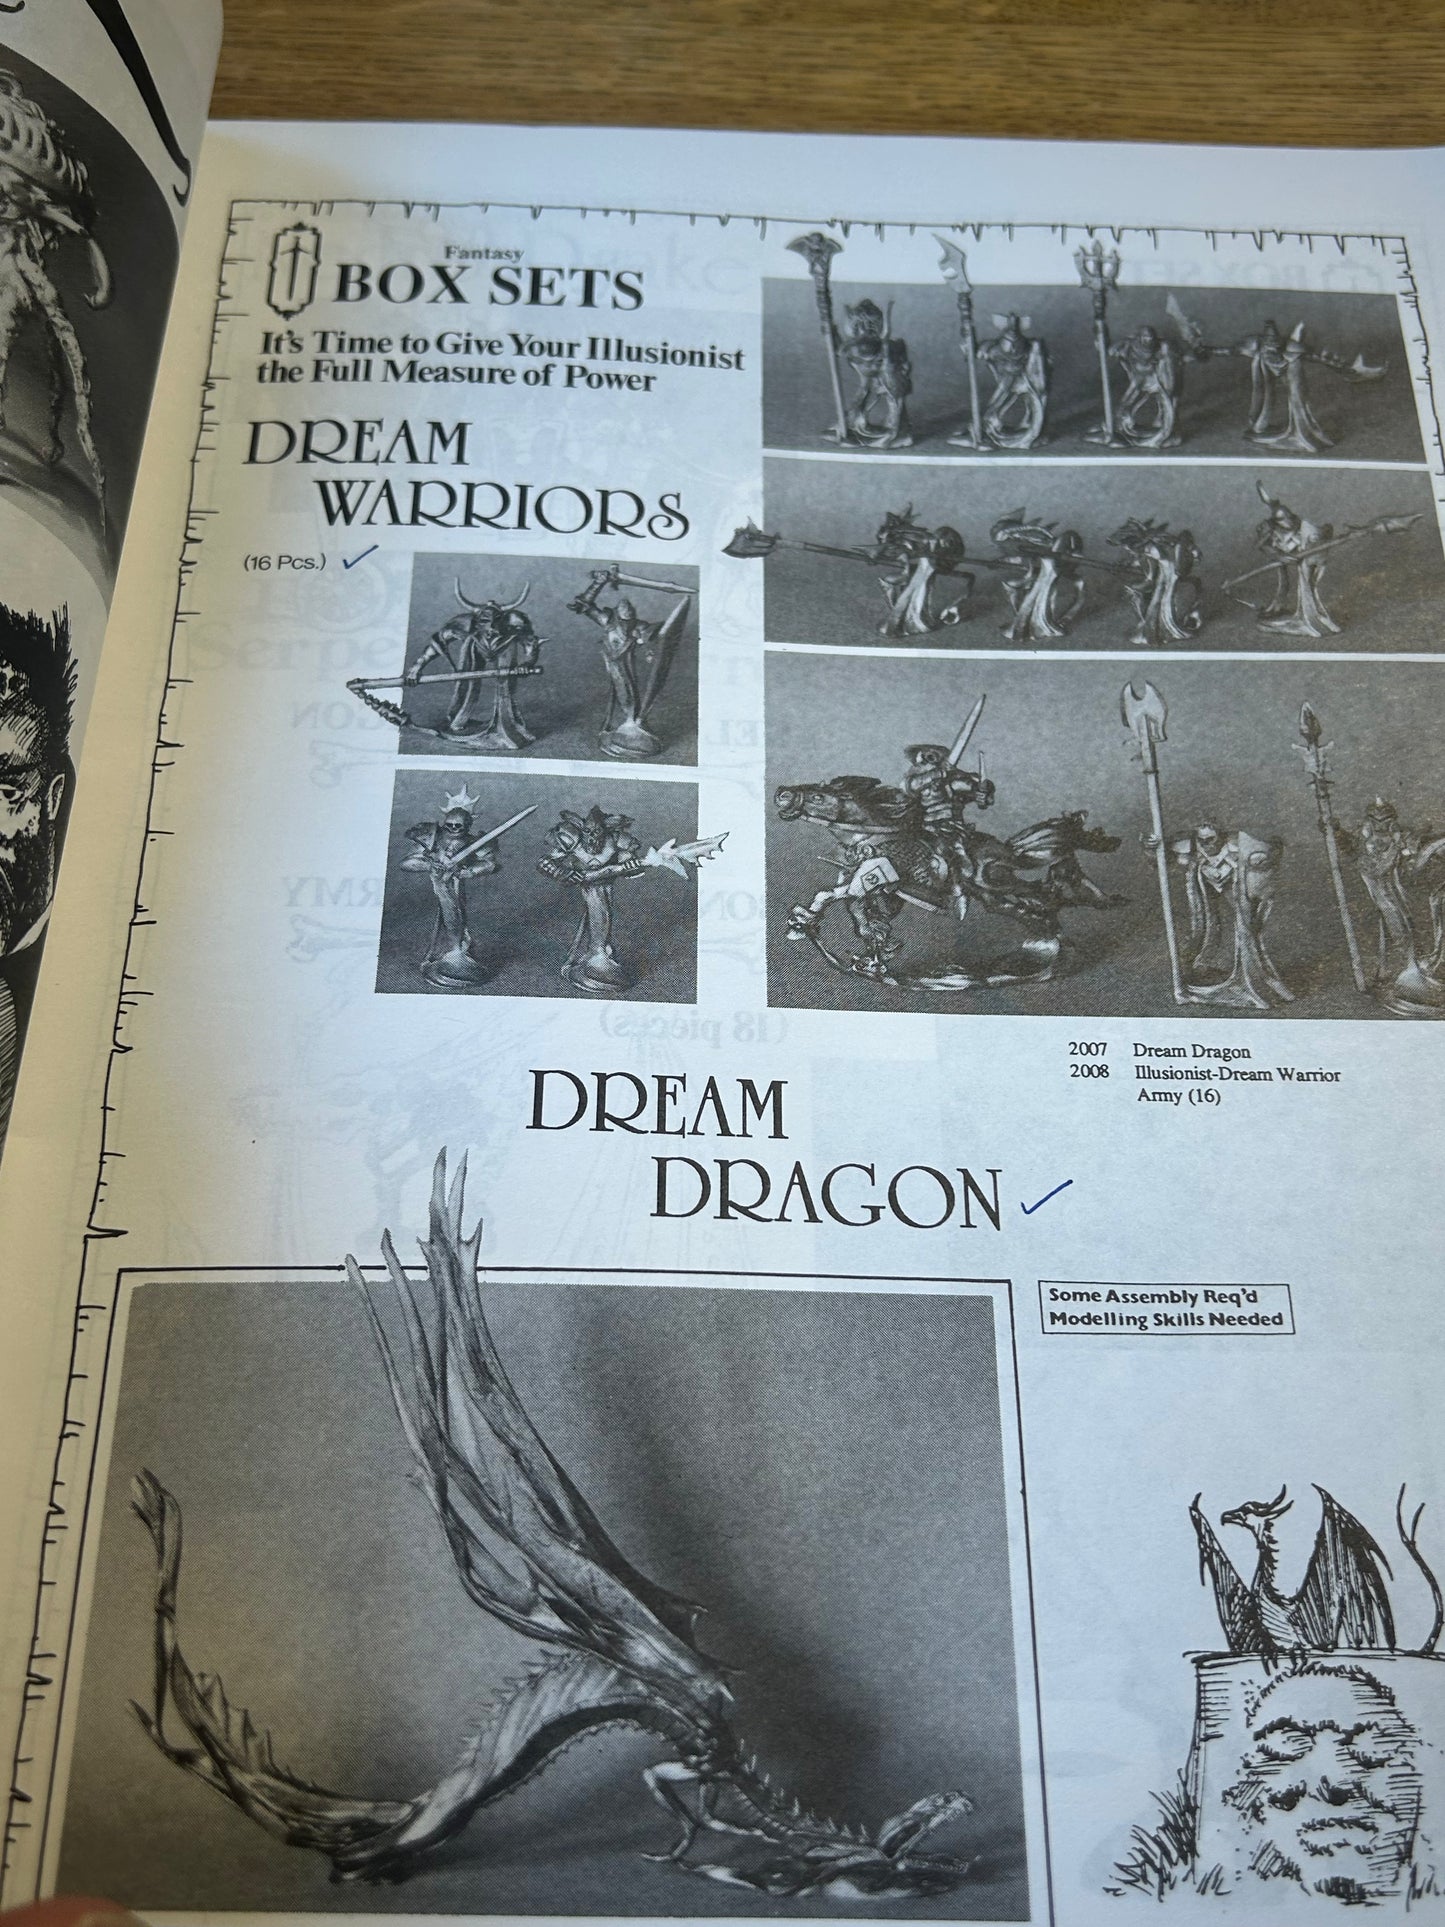 Fantasy
BOX SETS
It's Time to Give Your Illusionist
the Full Measure of Power
DREAM
WARRIORS
(16 Pcs.)
2007 Dream Dragon
2008 Illusionist-Dream Warrior
Army (16)
DREAM
DRAGON
Some Assembly Req'd
Modelling Skills Needed